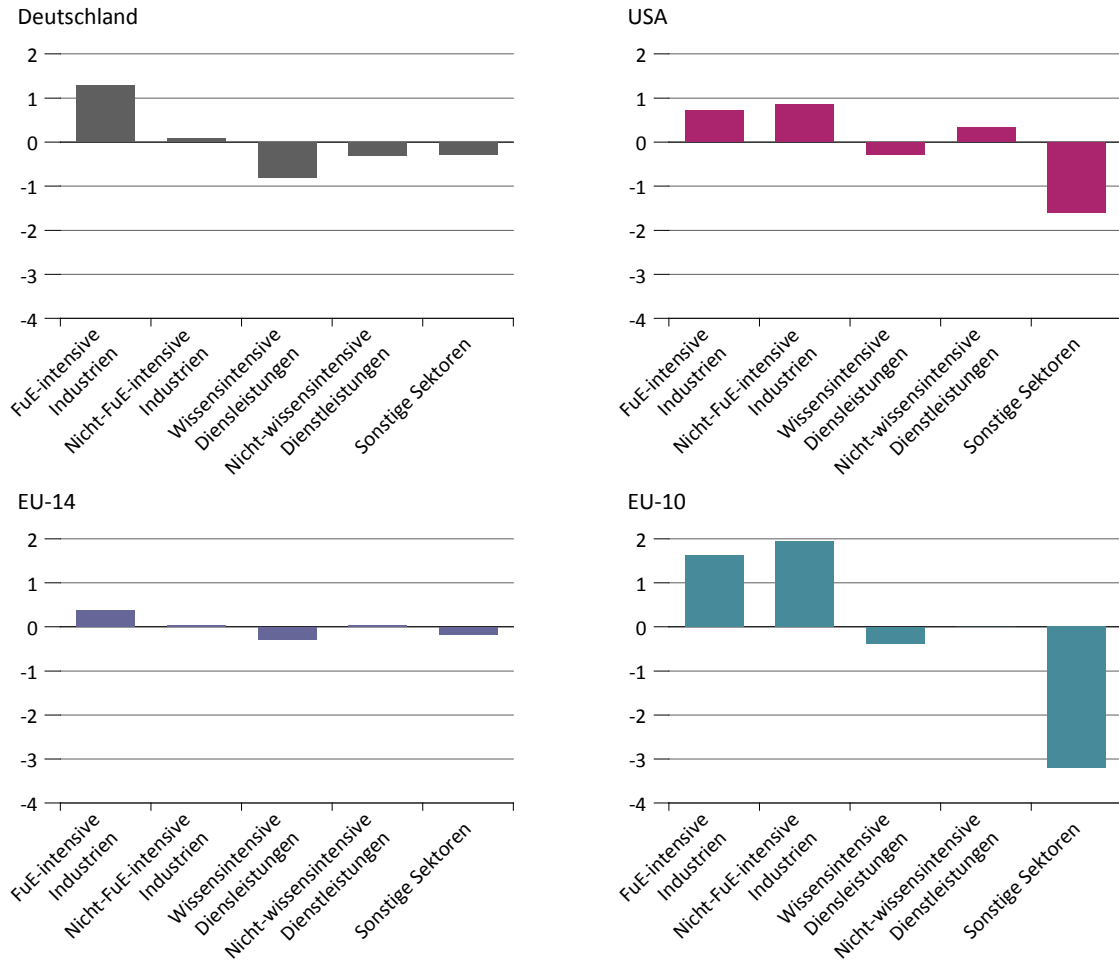 Deutschland
2
1
0
-1
-2
-3
-4
FuE-intensive
Industrien
Nicht-FuE-intensive
Industrien
Wissensintensive
Diensleistungen
Nicht-wissensintensive
Dienstleistungen
Sonstige Sektoren
USA
2
1
0
-1
-2
-3
-4
FuE-intensive
Industrien
Nicht-FuE-intensive
Industrien
Wissensintensive
Diensleistungen
Nicht-wissensintensive
Dienstleistungen
Sonstige Sektoren
EU-14
2
1
0
-1
-2
-3
-4
FuE-intensive
Industrien
Nicht-FuE-intensive
Industrien
Wissensintensive
Diensleistungen
Nicht-wissensintensive
Dienstleistungen
Sonstige Sektoren
EU-10
2
1
0
-1
-2
-3
-4
FuE-intensive
Industrien
Nicht-FuE-intensive
Industrien
Wissensintensive
Diensleistungen
Nicht-wissensintensive
Dienstleistungen
Sonstige Sektoren